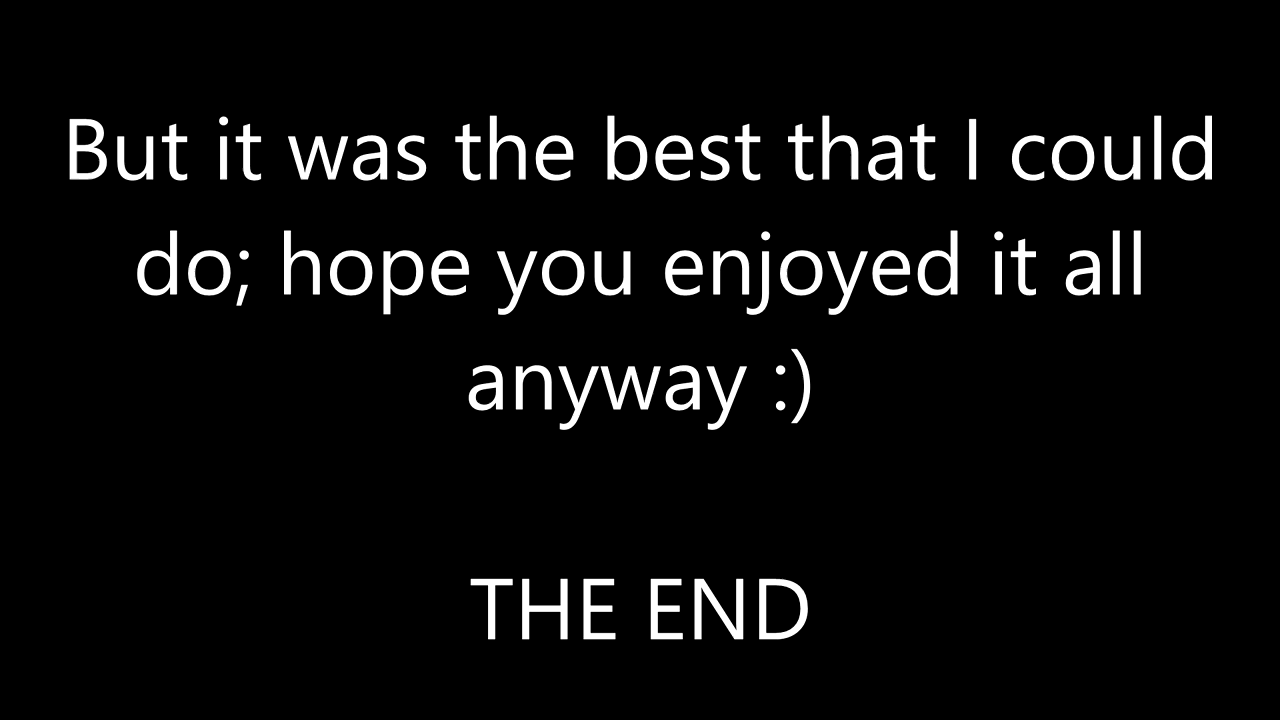 But it was the best that I could
do; hope you enjoyed it all
anyway :)
THE END